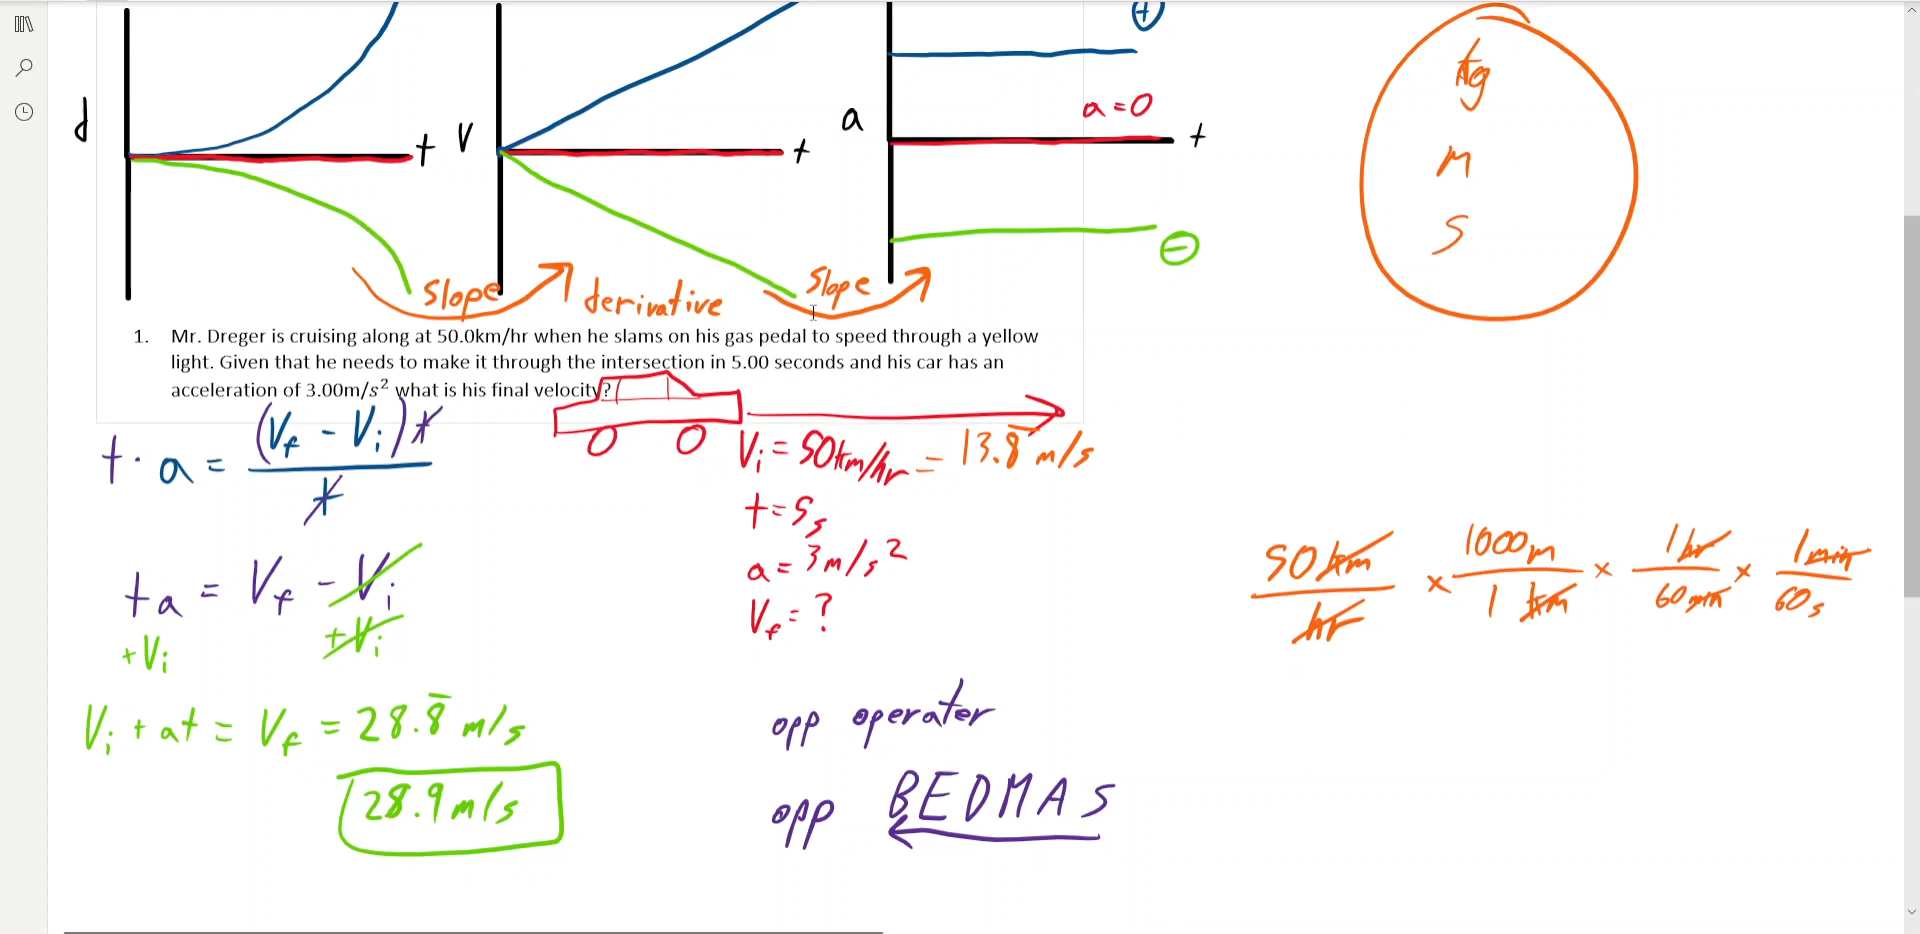 d
t
v
t
a
t
+
a = 0
−
kg
m
s
slope
derivative
slope
1. Mr. Dreger is cruising along at 50.0km/hr when he slams on his gas pedal to speed through a yellow
light. Given that he needs to make it through the intersection in 5.00 seconds and his car has an
acceleration of 3.00m/s² what is his final velocity?
t · a = (Vf - Vi) t / t
Vi = 50km/hr = 13.8̅ m/s
t = 5s
a = 3m/s²
Vf = ?
ta = Vf - Vi
+Vi +Vi
50km/hr × 1000m/1km × 1hr/60min × 1min/60s
Vi + at = Vf = 28.8̅ m/s
28.9 m/s
opp operater
opp BEDMAS